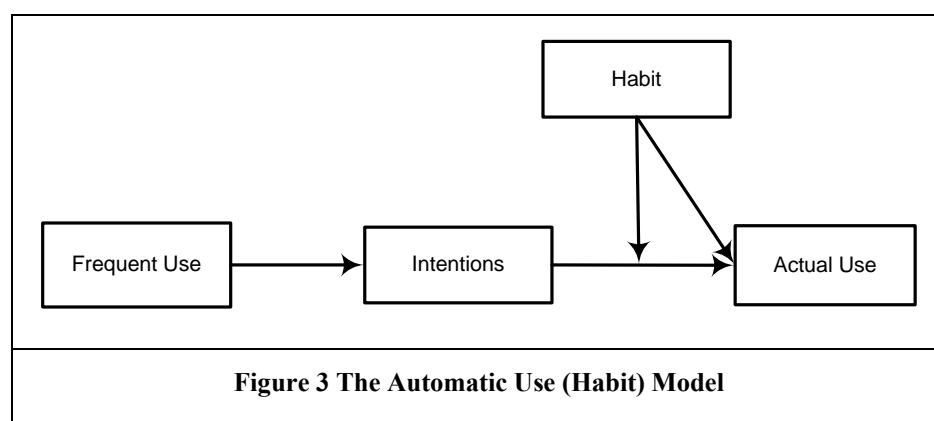 Habit
Frequent Use
Intentions
Actual Use
Figure 3 The Automatic Use (Habit) Model